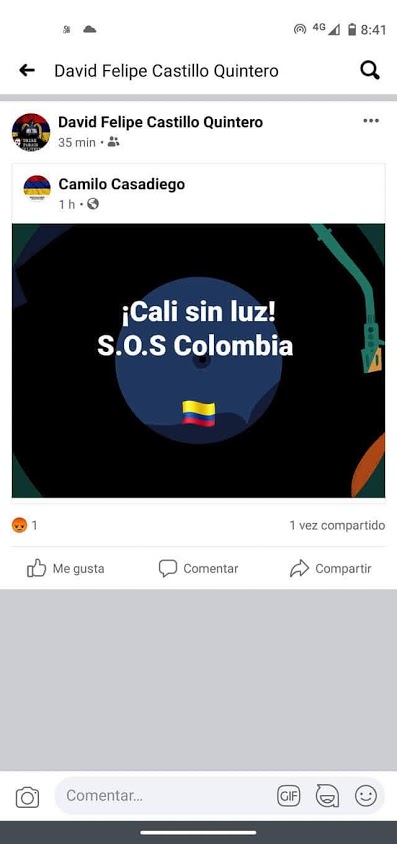 4G 8:41
David Felipe Castillo Quintero
David Felipe Castillo Quintero
35 min
Camilo Casadiego
1 h
¡Cali sin luz!
S.O.S Colombia
1
1 vez compartido
Me gusta
Comentar
Compartir
Comentar...
GIF